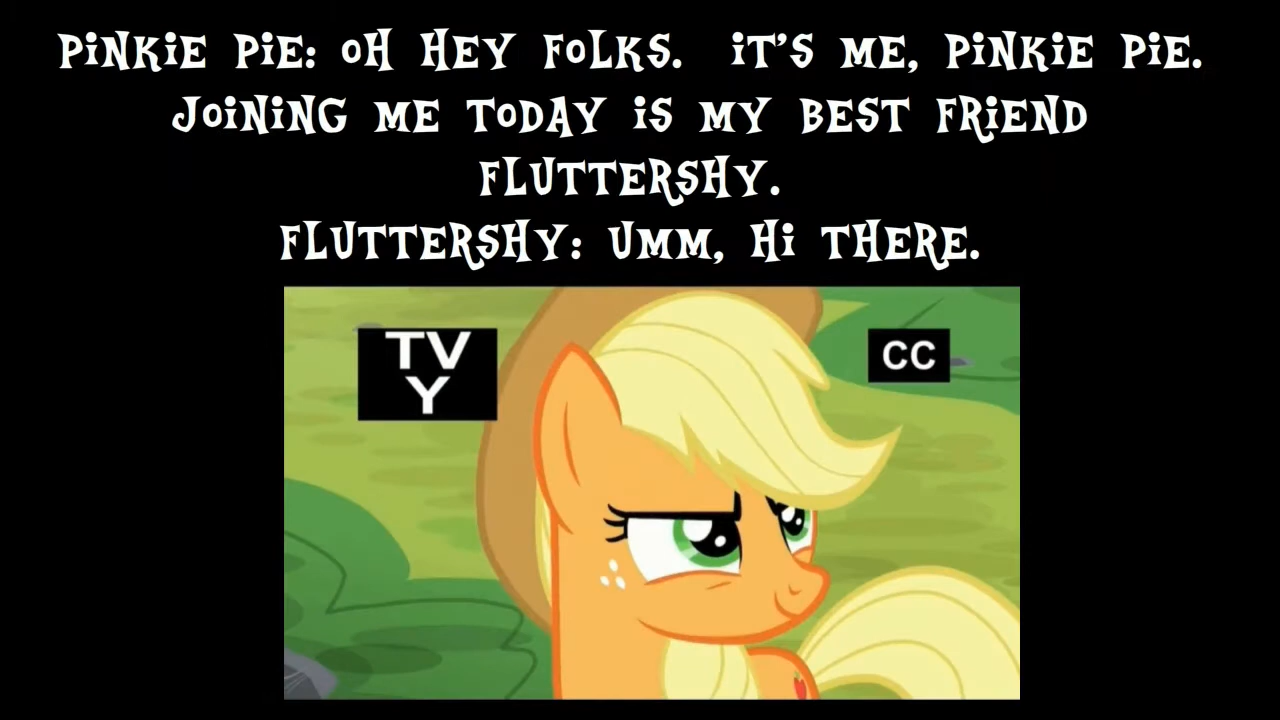 PiNKiE PiE: OH HEY FOLKS. iT'S ME, PiNKiE PiE.
JOiNiNG ME TODAY iS MY BEST FRiEND
FLUTTERSHY.
FLUTTERSHY: UMM, Hi THERE.
TV
Y
CC